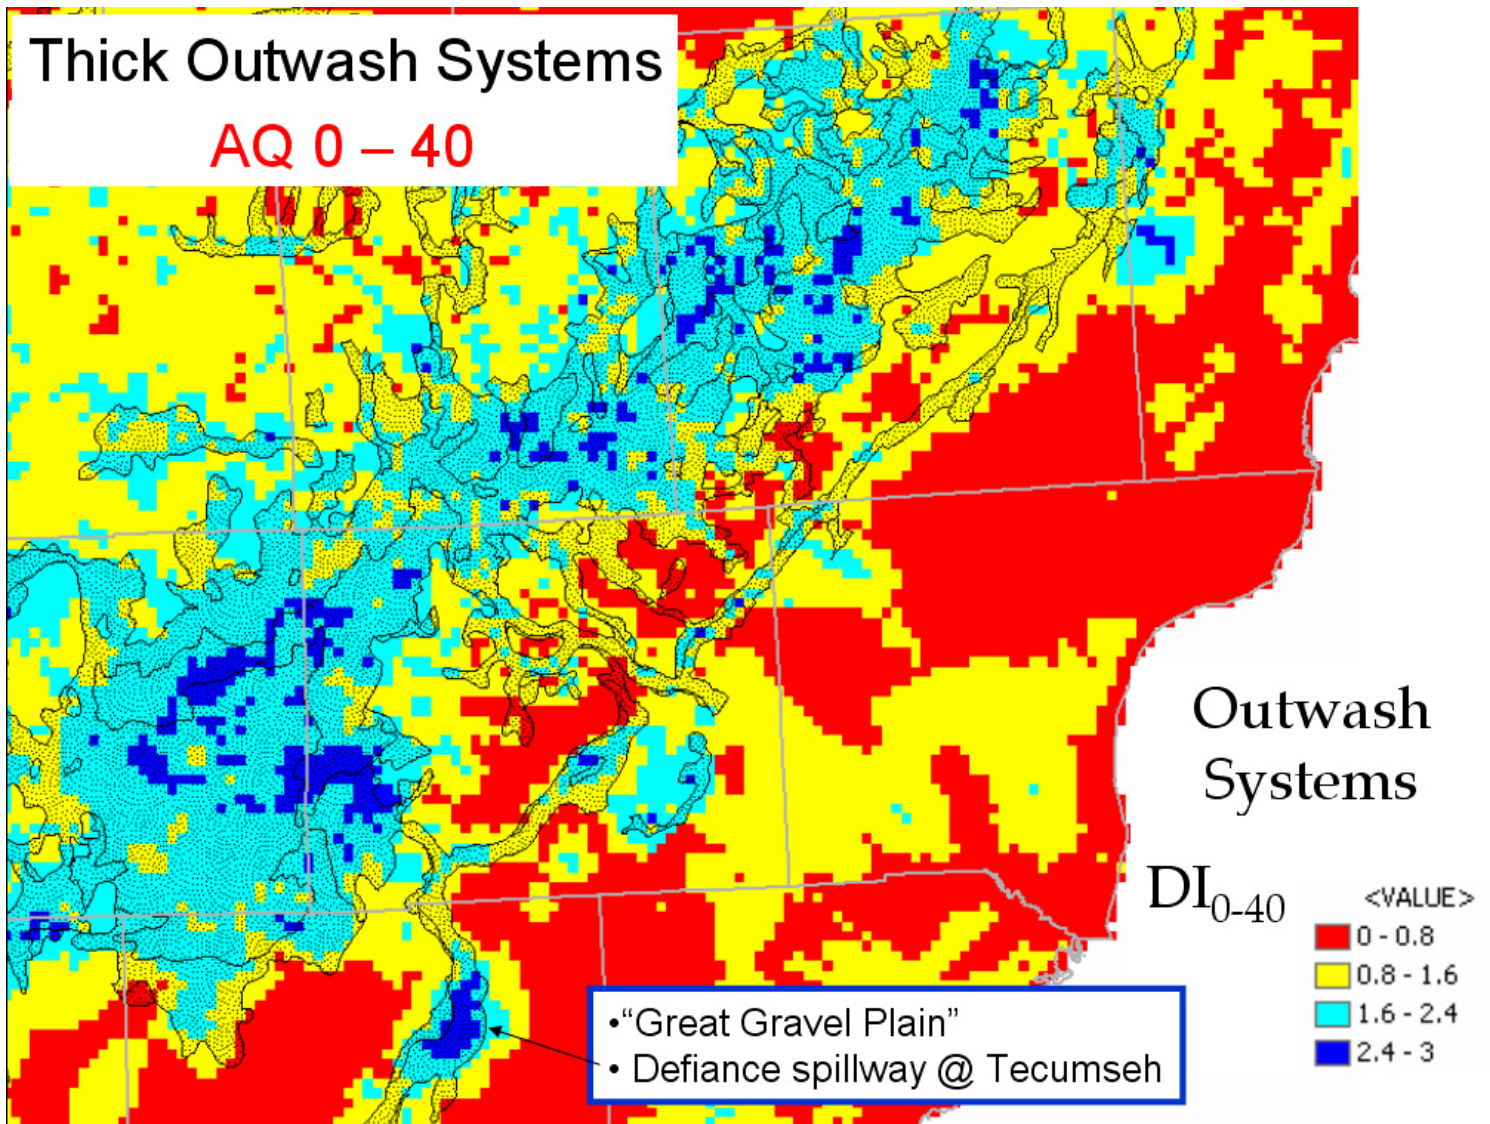 Thick Outwash Systems
AQ 0 – 40
Outwash
Systems
DI0-40
<VALUE>
0 - 0.8
0.8 - 1.6
1.6 - 2.4
2.4 - 3
•“Great Gravel Plain”
• Defiance spillway @ Tecumseh